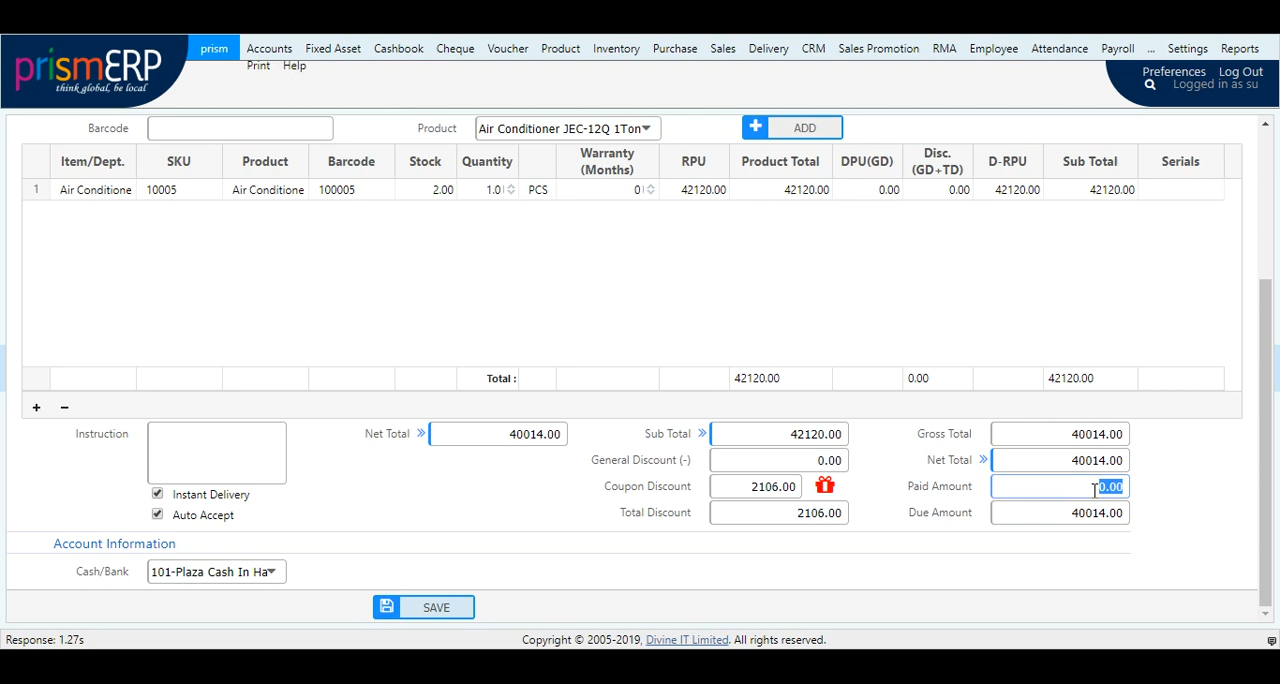 prismERP
think global, be local
prism Accounts Fixed Asset Cashbook Cheque Voucher Product Inventory Purchase Sales Delivery CRM Sales Promotion RMA Employee Attendance Payroll ... Settings Reports
Print Help
Preferences Log Out
Logged in as su
Barcode Product Air Conditioner JEC-12Q 1Ton ADD
Item/Dept. SKU Product Barcode Stock Quantity Warranty (Months) RPU Product Total DPU(GD) Disc. (GD+TD) D-RPU Sub Total Serials
1 Air Conditione 10005 Air Conditione 100005 2.00 1.0 PCS 0 42120.00 42120.00 0.00 0.00 42120.00 42120.00
Total : 42120.00 0.00 42120.00
+ −
Instruction Net Total » 40014.00 Sub Total » 42120.00 Gross Total 40014.00
General Discount (-) 0.00 Net Total » 40014.00
Instant Delivery Coupon Discount 2106.00 Paid Amount 0.00
Auto Accept Total Discount 2106.00 Due Amount 40014.00
Account Information
Cash/Bank 101-Plaza Cash In Ha
SAVE
Response: 1.27s Copyright © 2005-2019, Divine IT Limited. All rights reserved.